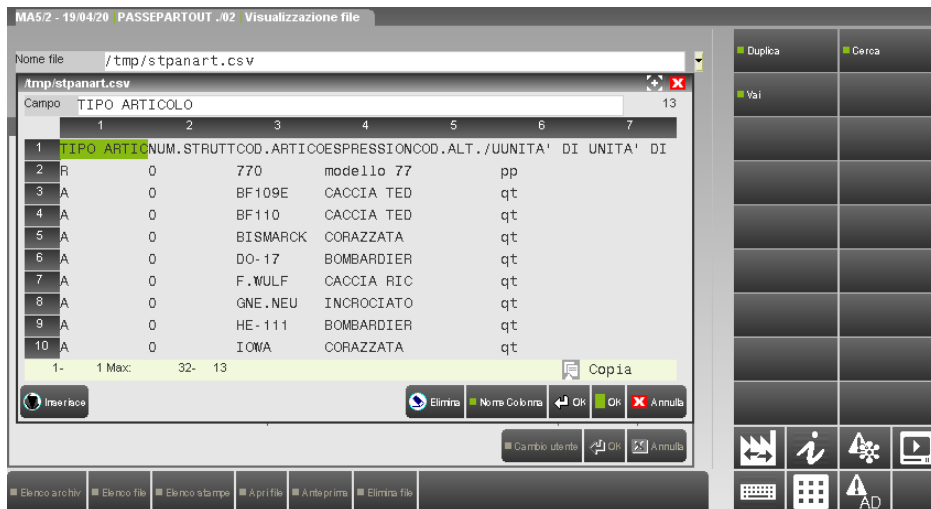 MA5/2 - 19/04/20 PASSEPARTOUT ./02 Visualizzazione file
Nome file /tmp/stpanart.csv
Duplica Cerca
/tmp/stpanart.csv
Campo TIPO ARTICOLO 13
Vai
1 2 3 4 5 6 7
1 TIPO ARTICNUM.STRUTTCOD.ARTICOESPRESSIONCOD.ALT./UUNITA' DI UNITA' DI
2 R 0 770 modello 77 pp
3 A 0 BF109E CACCIA TED qt
4 A 0 BF110 CACCIA TED qt
5 A 0 BISMARCK CORAZZATA qt
6 A 0 DO-17 BOMBARDIER qt
7 A 0 F.WULF CACCIA RIC qt
8 A 0 GNE.NEU INCROCIATO qt
9 A 0 HE-111 BOMBARDIER qt
10 A 0 IOWA CORAZZATA qt
1- 1 Max: 32- 13 Copia
Inserisce Elimina Nome Colonna OK OK Annulla
Cambio utente OK Annulla
Elenco archiv Elenco file Elenco stampe Apri file Anteprima Elimina file
AD